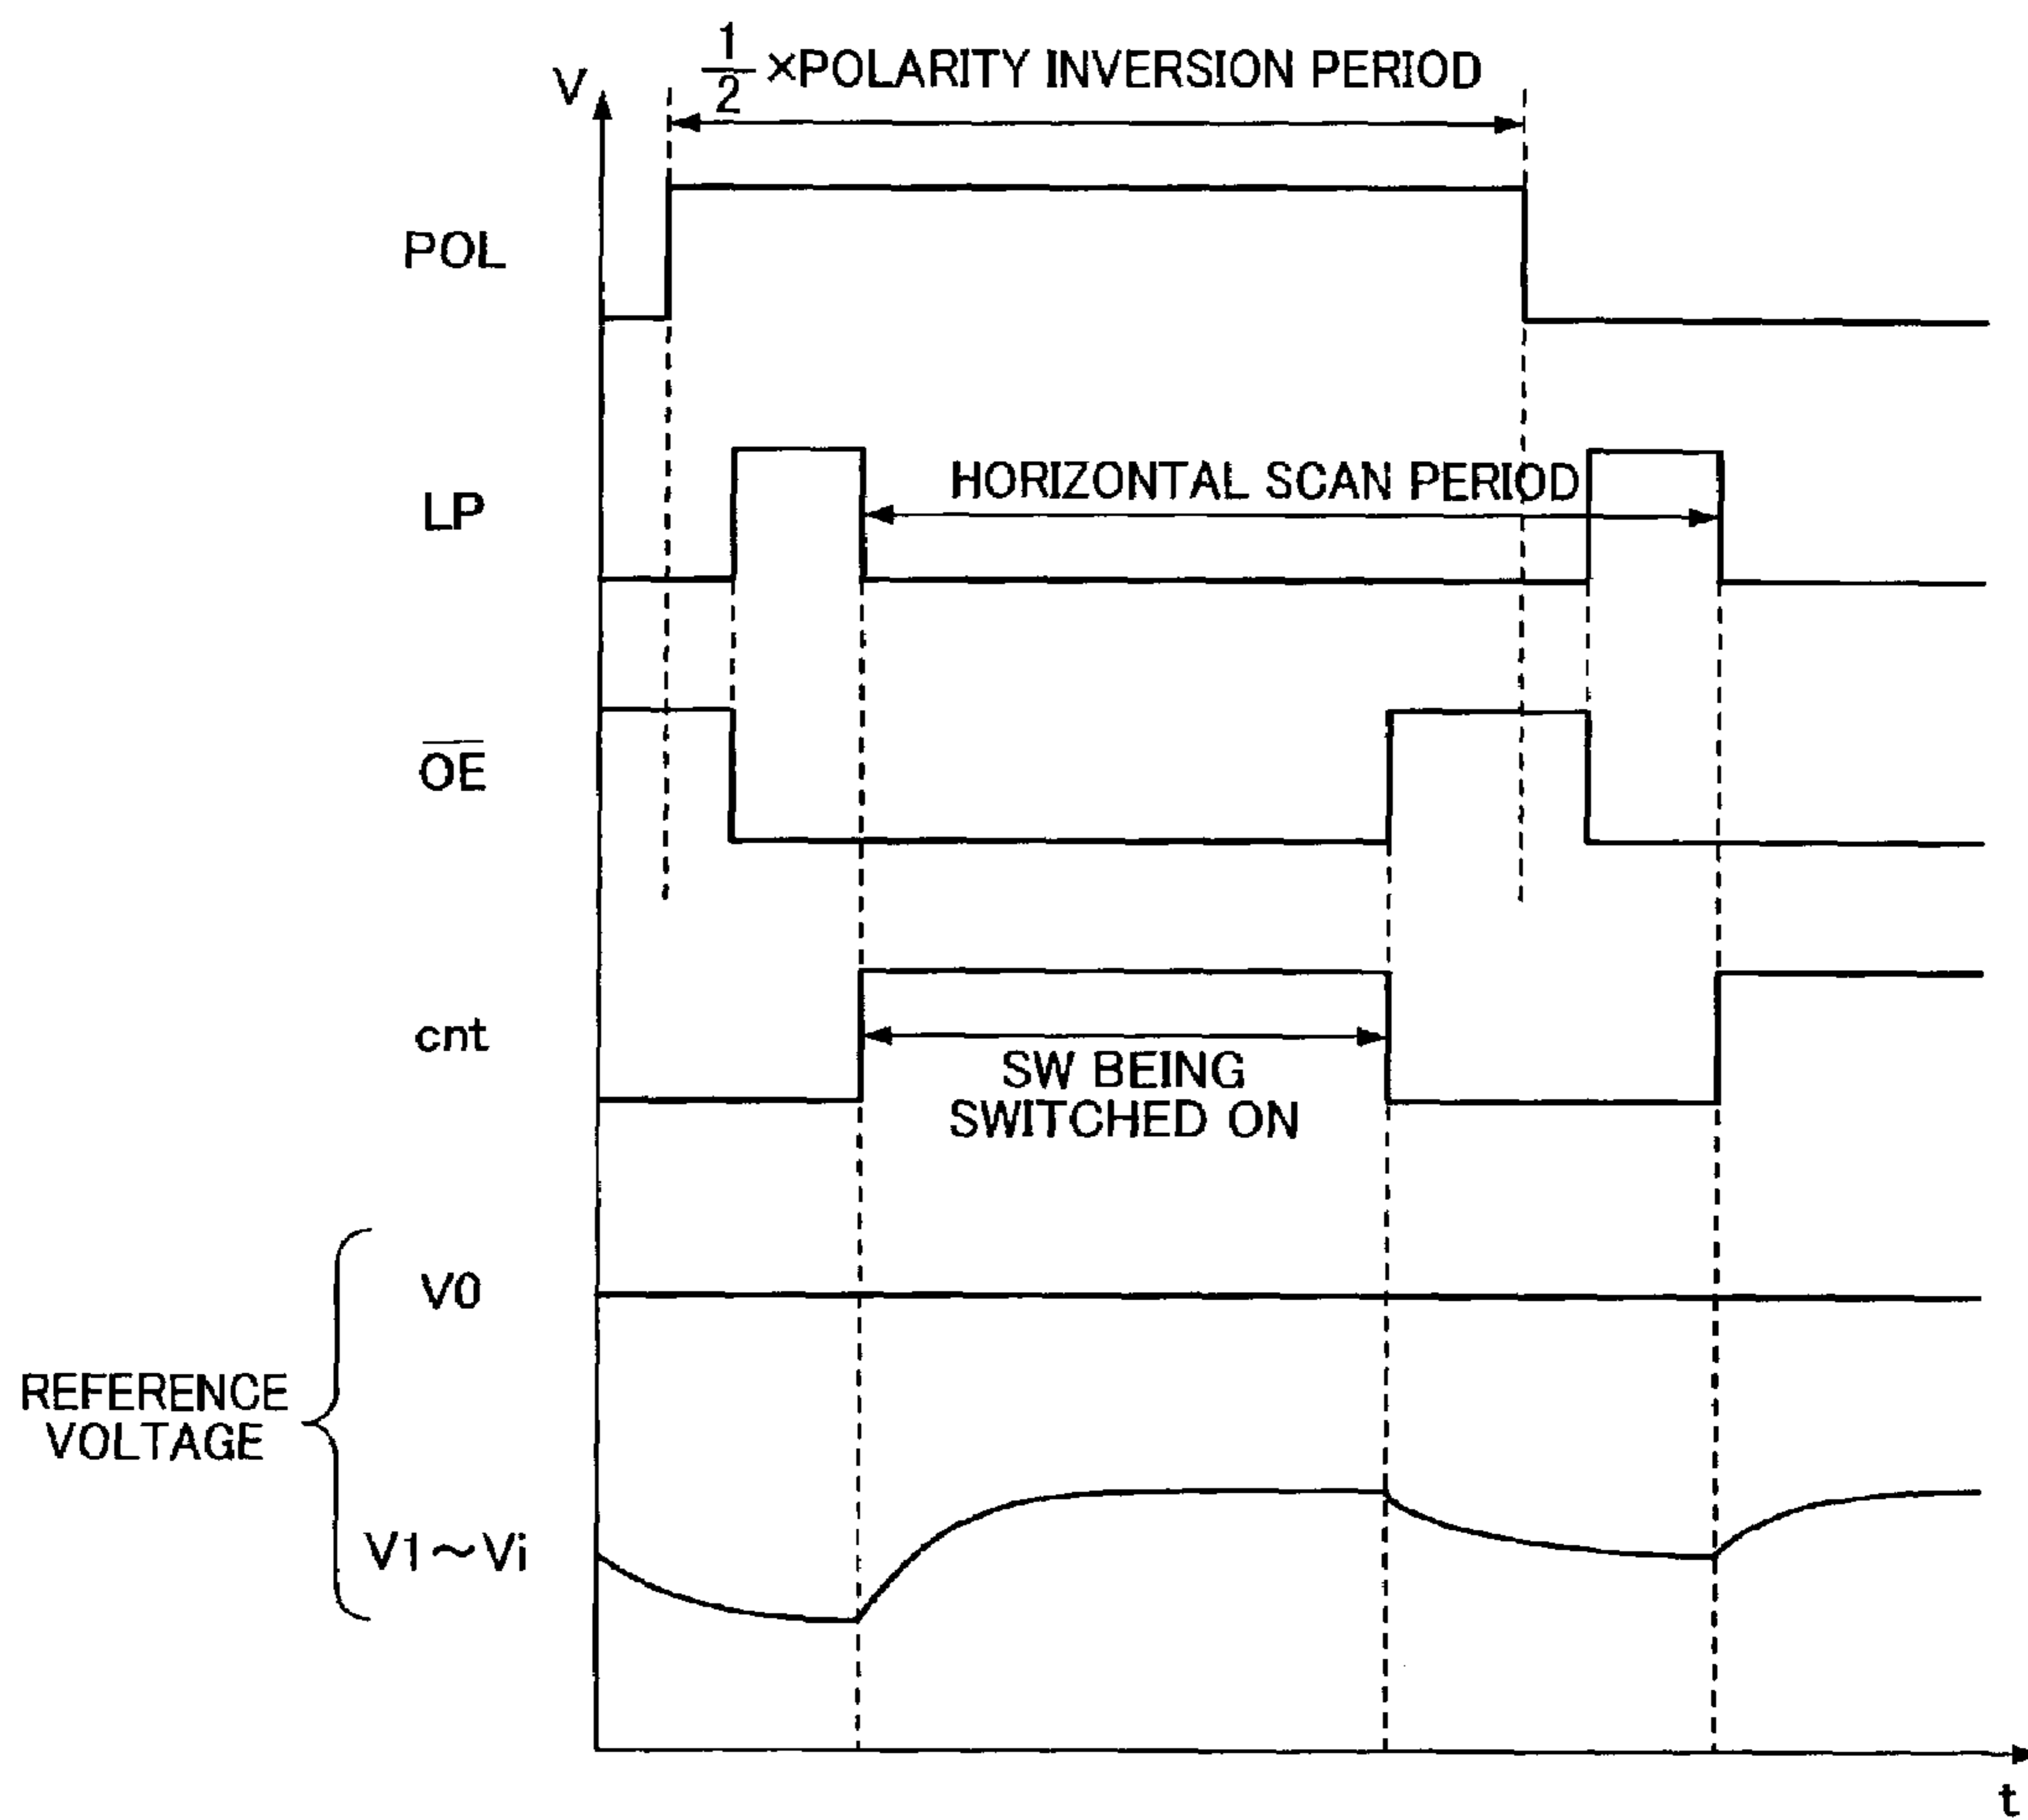 V
1/2 ×POLARITY INVERSION PERIOD
POL
LP
HORIZONTAL SCAN PERIOD
O̅E̅
cnt
SW BEING
SWITCHED ON
V0
REFERENCE
VOLTAGE
V1～Vi
t